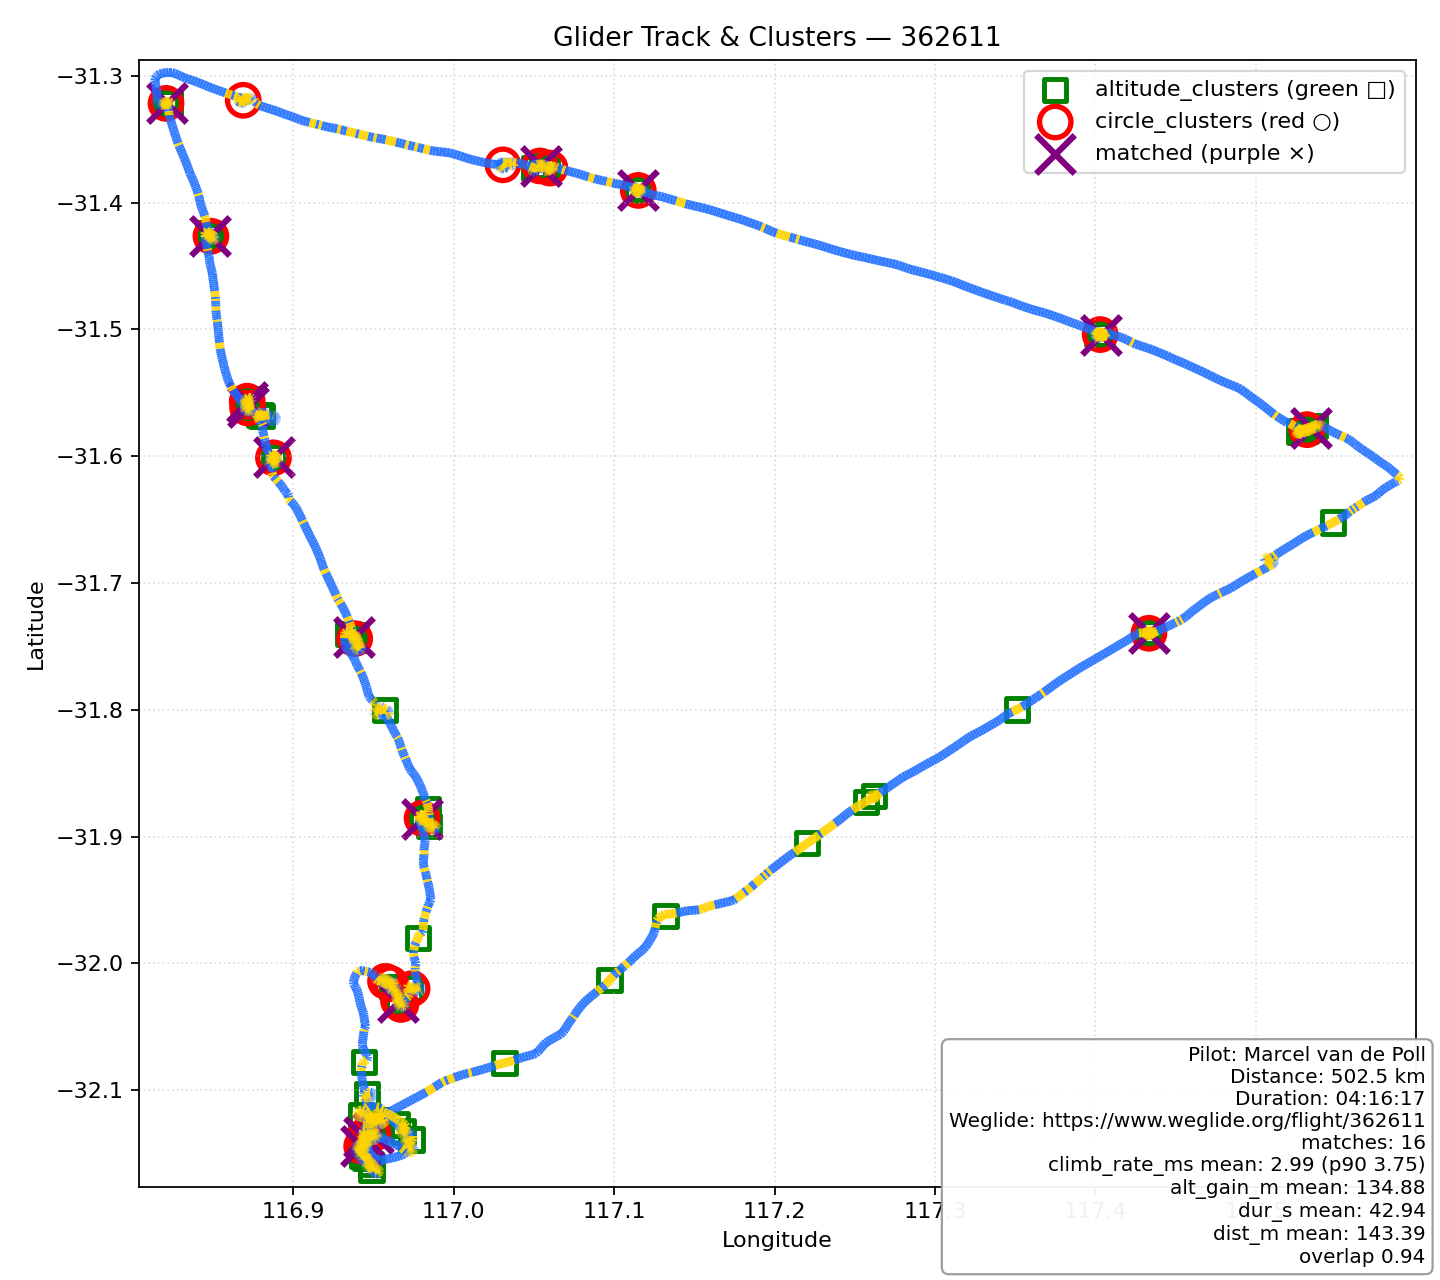 Glider Track & Clusters — 362611
altitude_clusters (green □)
circle_clusters (red ○)
matched (purple ×)
Latitude
−31.3
−31.4
−31.5
−31.6
−31.7
−31.8
−31.9
−32.0
−32.1
116.9
117.0
117.1
117.2
117.3
117.4
Longitude
Pilot: Marcel van de Poll
Distance: 502.5 km
Duration: 04:16:17
Weglide: https://www.weglide.org/flight/362611
matches: 16
climb_rate_ms mean: 2.99 (p90 3.75)
alt_gain_m mean: 134.88
dur_s mean: 42.94
dist_m mean: 143.39
overlap 0.94